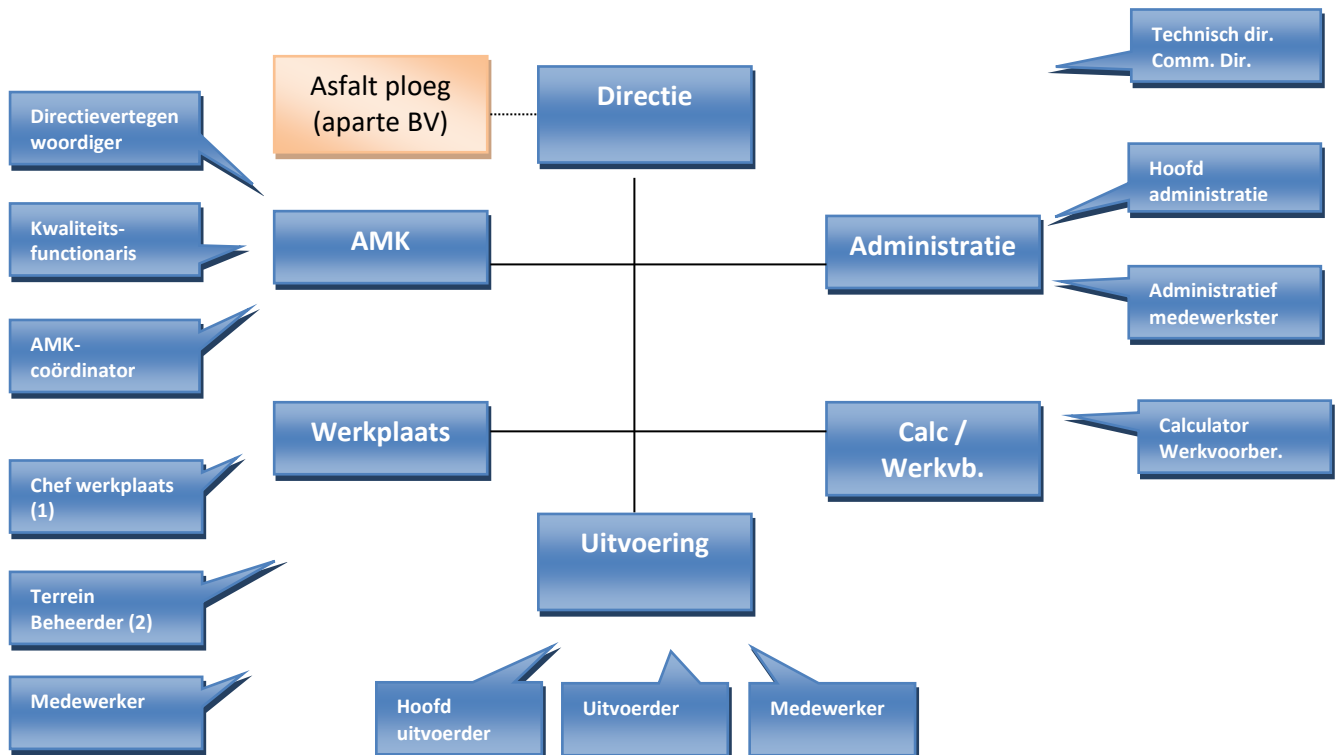 Technisch dir.
Comm. Dir.
Asfalt ploeg
(aparte BV)
Directie
Directievertegen
woordiger
Hoofd
administratie
Kwaliteits-
functionaris
AMK
Administratie
Administratief
medewerkster
AMK-
coördinator
Werkplaats
Calc /
Werkvb.
Calculator
Werkvoorber.
Chef werkplaats
(1)
Uitvoering
Terrein
Beheerder (2)
Medewerker
Hoofd
uitvoerder
Uitvoerder
Medewerker